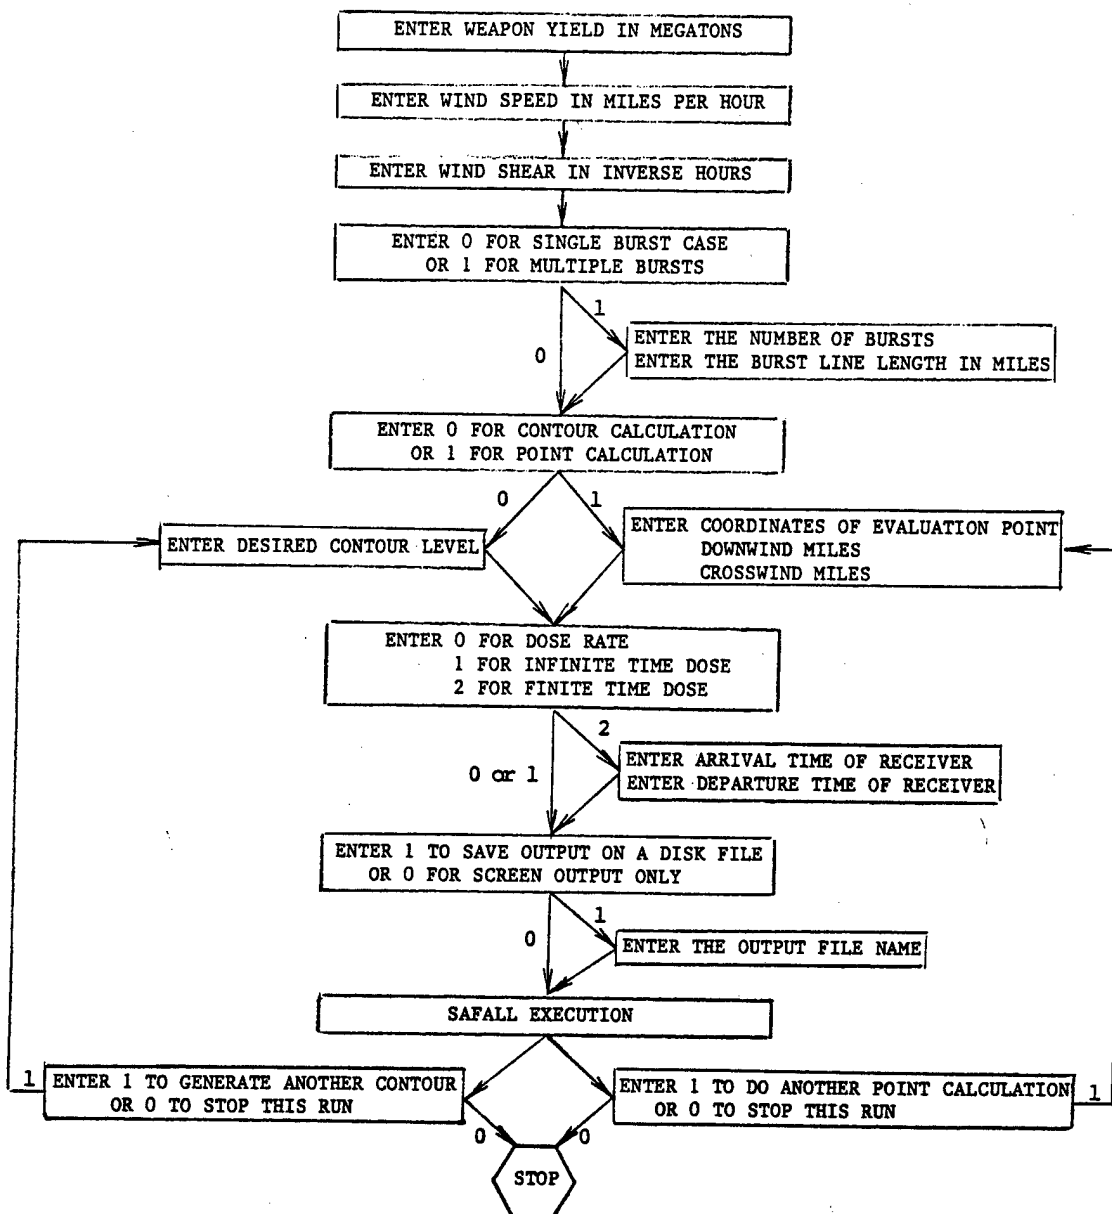 ENTER WEAPON YIELD IN MEGATONS
ENTER WIND SPEED IN MILES PER HOUR
ENTER WIND SHEAR IN INVERSE HOURS
ENTER 0 FOR SINGLE BURST CASE
OR 1 FOR MULTIPLE BURSTS
1
0
ENTER THE NUMBER OF BURSTS
ENTER THE BURST LINE LENGTH IN MILES
ENTER 0 FOR CONTOUR CALCULATION
OR 1 FOR POINT CALCULATION
0
1
ENTER DESIRED CONTOUR LEVEL
ENTER COORDINATES OF EVALUATION POINT
DOWNWIND MILES
CROSSWIND MILES
ENTER 0 FOR DOSE RATE
1 FOR INFINITE TIME DOSE
2 FOR FINITE TIME DOSE
2
0 or 1
ENTER ARRIVAL TIME OF RECEIVER
ENTER DEPARTURE TIME OF RECEIVER
ENTER 1 TO SAVE OUTPUT ON A DISK FILE
OR 0 FOR SCREEN OUTPUT ONLY
1
0
ENTER THE OUTPUT FILE NAME
SAFALL EXECUTION
1
ENTER 1 TO GENERATE ANOTHER CONTOUR
OR 0 TO STOP THIS RUN
ENTER 1 TO DO ANOTHER POINT CALCULATION
OR 0 TO STOP THIS RUN
1
0
0
STOP